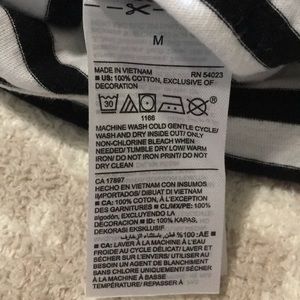 M
MADE IN VIETNAM RN 54023
■ US: 100% COTTON, EXCLUSIVE OF
DECORATION
30
1166
MACHINE WASH COLD GENTLE CYCLE/
WASH AND DRY INSIDE OUT/ ONLY
NON-CHLORINE BLEACH WHEN
NEEDED/ TUMBLE DRY LOW/ WARM
IRON/ DO NOT IRON PRINT/ DO NOT
DRY CLEAN
CA 17897
HECHO EN VIETNAM CON INSUMOS
IMPORTADOS/ DIBUAT DI VIETNAM
■ CA: 100% COTON, À L'EXCEPTION
DES GARNITURES ■ CL/MX/PE: 100%
algodón, EXCLUYENDO LA
DECORACION ■ ID: 100% KAPAS,
DEKORASI EKSKLUSIF
%100 :AE ■
■ CA: LAVER À LA MACHINE À L'EAU
FROIDE AU CYCLE DÉLICAT/ LAVER ET
SÉCHER SUR L'ENVERS/ UTILISER AU
BESOIN UN AGENT DE BLANCHIMENT
SANS CHLORE UNIQUEMENT/ SÉCHER
PAR CULBUTAGE À BASSE
TEMPÉRATURE/ REPASSER À